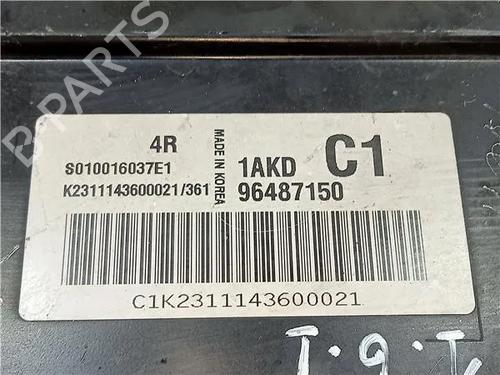 B-PARTS
4R
S010016037E1
K2311143600021/361
MADE IN KOREA
1AKD
C1
96487150
C1K2311143600021